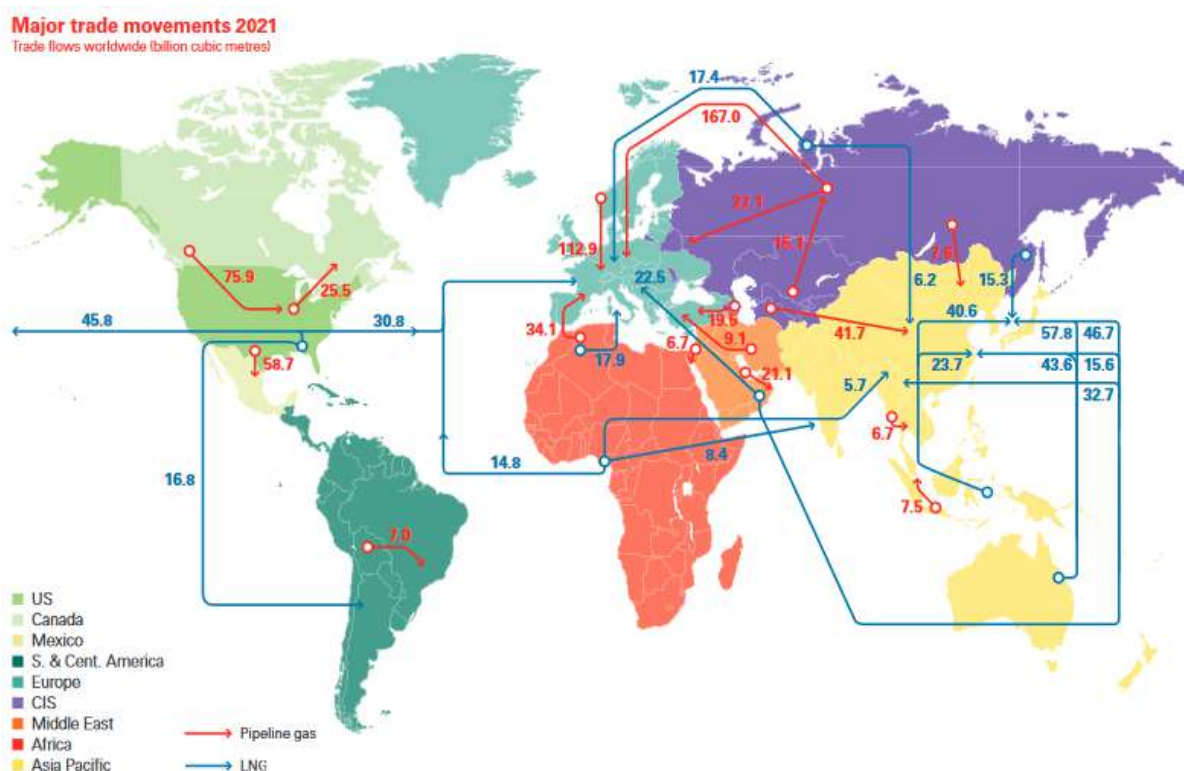 Major trade movements 2021
Trade flows worldwide (billion cubic metres)
17.4
167.0
27.1
112.9
15.1
7.6
75.9
25.5
22.5
6.2
15.3
45.8
30.8
34.1
19.5
41.7
40.6
57.8
46.7
58.7
17.9
6.7
9.1
21.1
5.7
23.7
43.6
15.6
32.7
6.7
16.8
14.8
8.4
7.5
7.0
US
Canada
Mexico
S. & Cent. America
Europe
CIS
Middle East
Africa
Asia Pacific
Pipeline gas
LNG